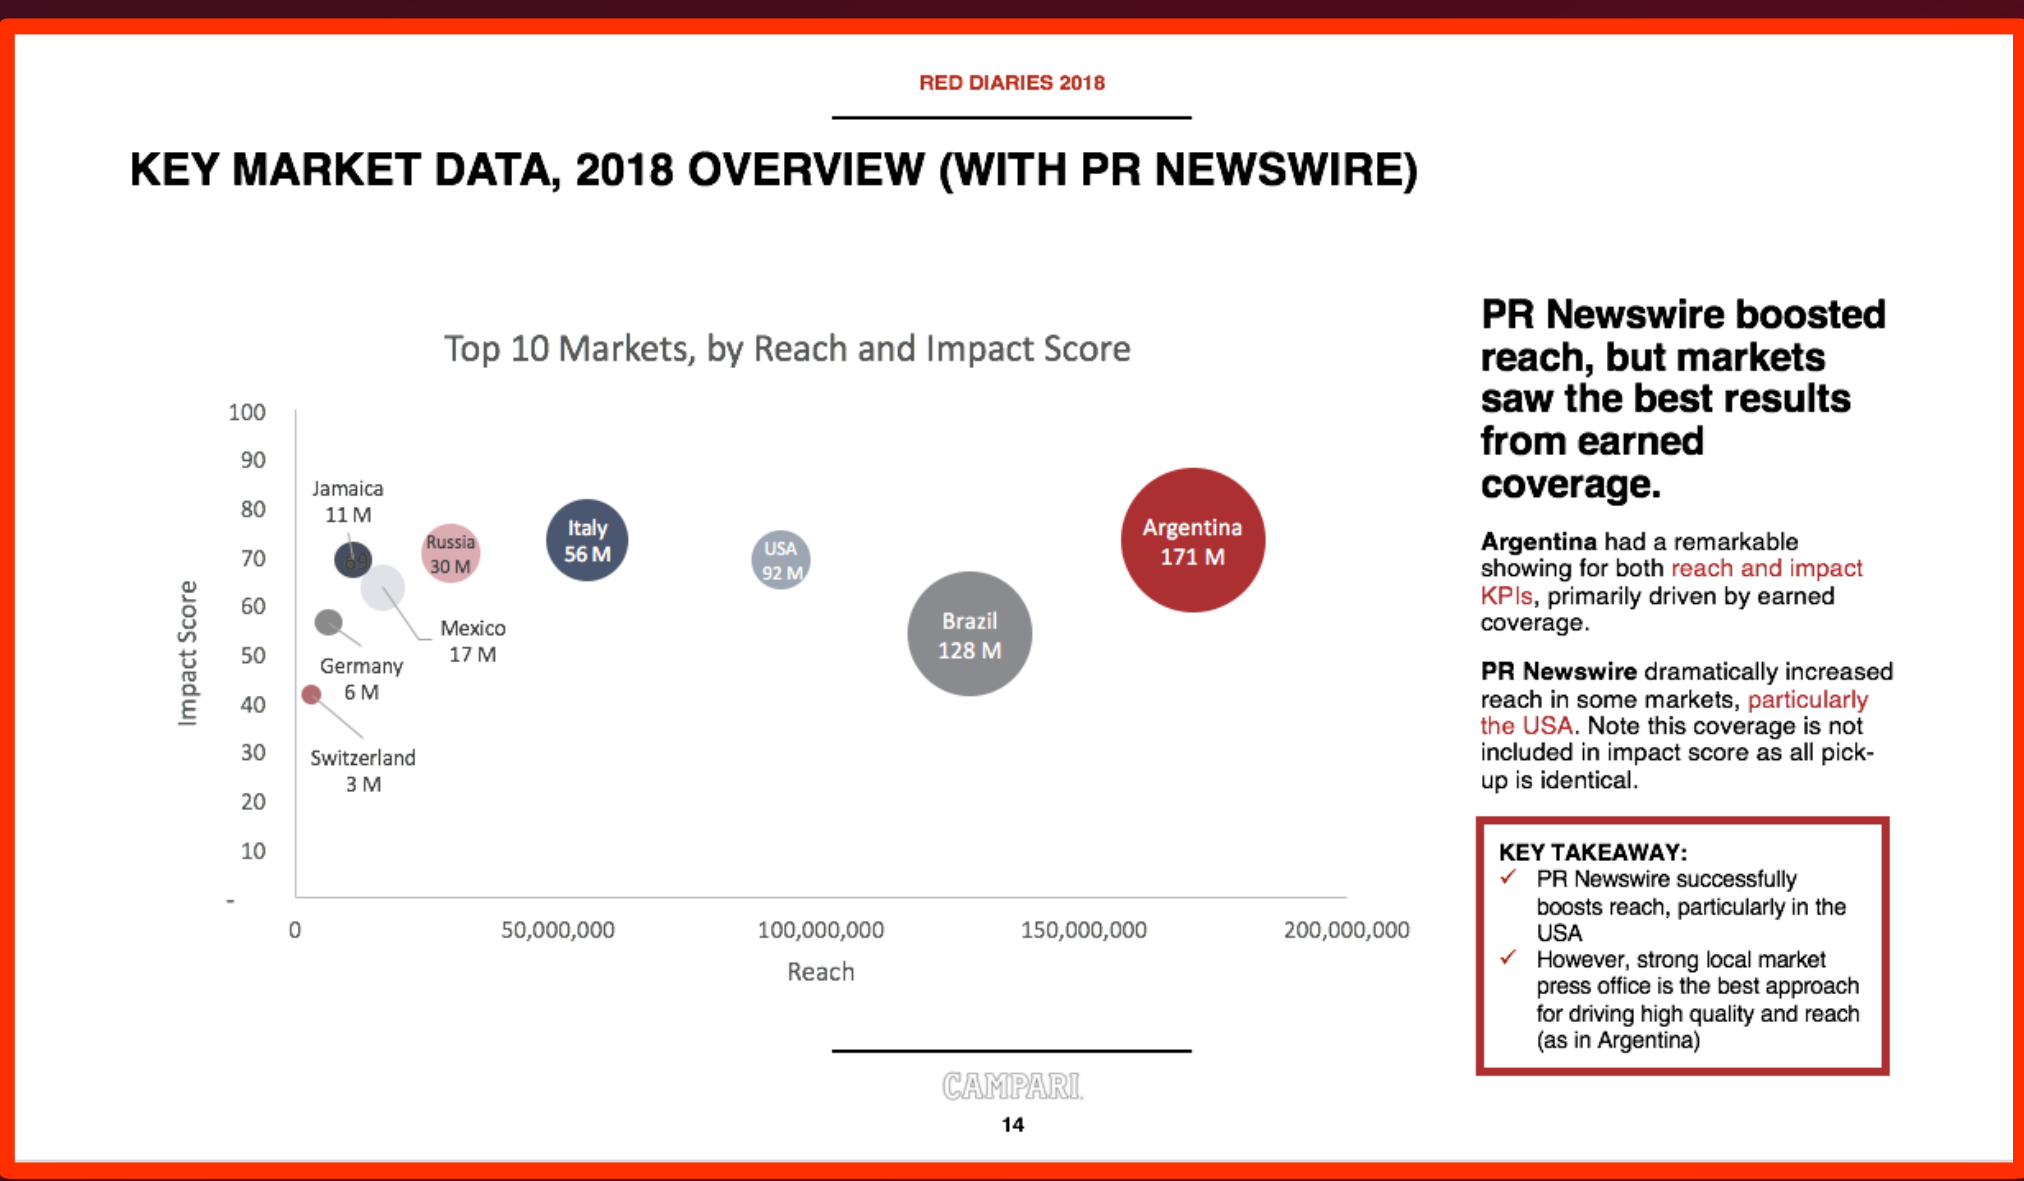 RED DIARIES 2018
KEY MARKET DATA, 2018 OVERVIEW (WITH PR NEWSWIRE)
Top 10 Markets, by Reach and Impact Score
100
90
80
70
60
50
40
30
20
10
-
Impact Score
Jamaica
11 M
69
Russia
30 M
Italy
56 M
USA
92 M
Argentina
171 M
Mexico
17 M
Brazil
128 M
Germany
6 M
Switzerland
3 M
0
50,000,000
100,000,000
150,000,000
200,000,000
Reach
PR Newswire boosted
reach, but markets
saw the best results
from earned
coverage.
Argentina had a remarkable
showing for both reach and impact
KPIs, primarily driven by earned
coverage.
PR Newswire dramatically increased
reach in some markets, particularly
the USA. Note this coverage is not
included in impact score as all pick-
up is identical.
KEY TAKEAWAY:
✓ PR Newswire successfully
boosts reach, particularly in the
USA
✓ However, strong local market
press office is the best approach
for driving high quality and reach
(as in Argentina)
CAMPARI
14